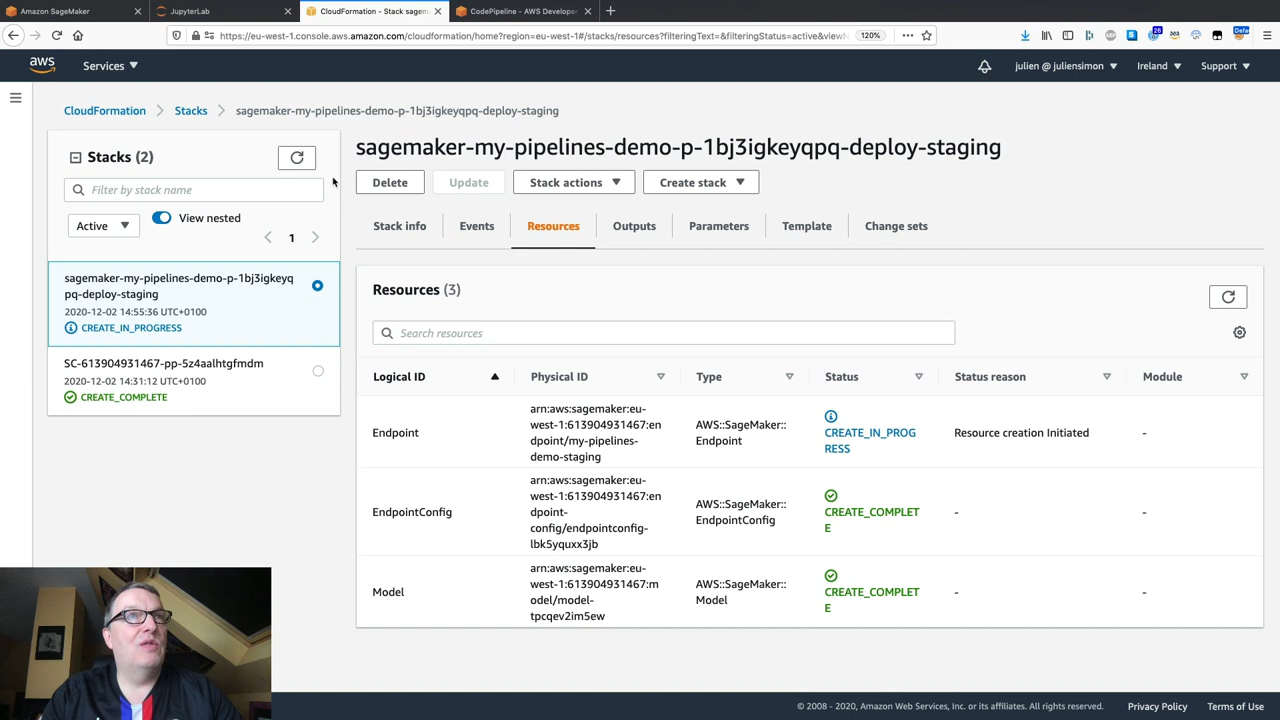 Amazon SageMaker
JupyterLab
CloudFormation - Stack sagem
CodePipeline - AWS Developer
https://eu-west-1.console.aws.amazon.com/cloudformation/home?region=eu-west-1#/stacks/resources?filteringText=&filteringStatus=active&viewN
120%
aws
Services
julien @ juliensimon
Ireland
Support
CloudFormation
Stacks
sagemaker-my-pipelines-demo-p-1bj3igkeyqpq-deploy-staging
Stacks (2)
Filter by stack name
Active
View nested
1
sagemaker-my-pipelines-demo-p-1bj3igkeyq
pq-deploy-staging
2020-12-02 14:55:36 UTC+0100
CREATE_IN_PROGRESS
SC-613904931467-pp-5z4aalhtgfmdm
2020-12-02 14:31:12 UTC+0100
CREATE_COMPLETE
sagemaker-my-pipelines-demo-p-1bj3igkeyqpq-deploy-staging
Delete
Update
Stack actions
Create stack
Stack info
Events
Resources
Outputs
Parameters
Template
Change sets
Resources (3)
Search resources
Logical ID
Physical ID
Type
Status
Status reason
Module
Endpoint
arn:aws:sagemaker:eu-
west-1:613904931467:en
dpoint/my-pipelines-
demo-staging
AWS::SageMaker::
Endpoint
CREATE_IN_PROG
RESS
Resource creation Initiated
-
EndpointConfig
arn:aws:sagemaker:eu-
west-1:613904931467:en
dpoint-
config/endpointconfig-
lbk5yquxx3jb
AWS::SageMaker::
EndpointConfig
CREATE_COMPLET
E
-
-
Model
arn:aws:sagemaker:eu-
west-1:613904931467:m
odel/model-
tpcqev2im5ew
AWS::SageMaker::
Model
CREATE_COMPLET
E
-
-
© 2008 - 2020, Amazon Web Services, Inc. or its affiliates. All rights reserved.
Privacy Policy
Terms of Use